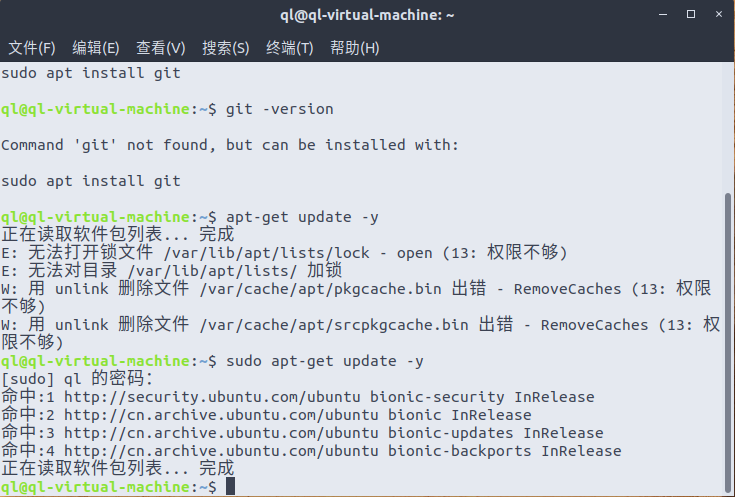 ql@ql-virtual-machine: ~
文件(F) 编辑(E) 查看(V) 搜索(S) 终端(T) 帮助(H)
sudo apt install git
ql@ql-virtual-machine:~$ git -version
Command 'git' not found, but can be installed with:
sudo apt install git
ql@ql-virtual-machine:~$ apt-get update -y
正在读取软件包列表... 完成
E: 无法打开锁文件 /var/lib/apt/lists/lock - open (13: 权限不够)
E: 无法对目录 /var/lib/apt/lists/ 加锁
W: 用 unlink 删除文件 /var/cache/apt/pkgcache.bin 出错 - RemoveCaches (13: 权限
不够)
W: 用 unlink 删除文件 /var/cache/apt/srcpkgcache.bin 出错 - RemoveCaches (13: 权
限不够)
ql@ql-virtual-machine:~$ sudo apt-get update -y
[sudo] ql 的密码：
命中:1 http://security.ubuntu.com/ubuntu bionic-security InRelease
命中:2 http://cn.archive.ubuntu.com/ubuntu bionic InRelease
命中:3 http://cn.archive.ubuntu.com/ubuntu bionic-updates InRelease
命中:4 http://cn.archive.ubuntu.com/ubuntu bionic-backports InRelease
正在读取软件包列表... 完成
ql@ql-virtual-machine:~$